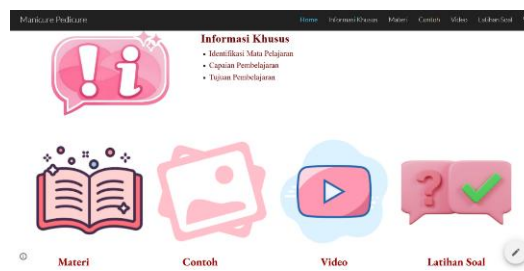 Manicure Pedicure
Home Informasi Khusus Materi Contoh Video Latihan Soal
Informasi Khusus
• Identifikasi Mata Pelajaran
• Capaian Pembelajaran
• Tujuan Pembelajaran
Materi
Contoh
Video
Latihan Soal